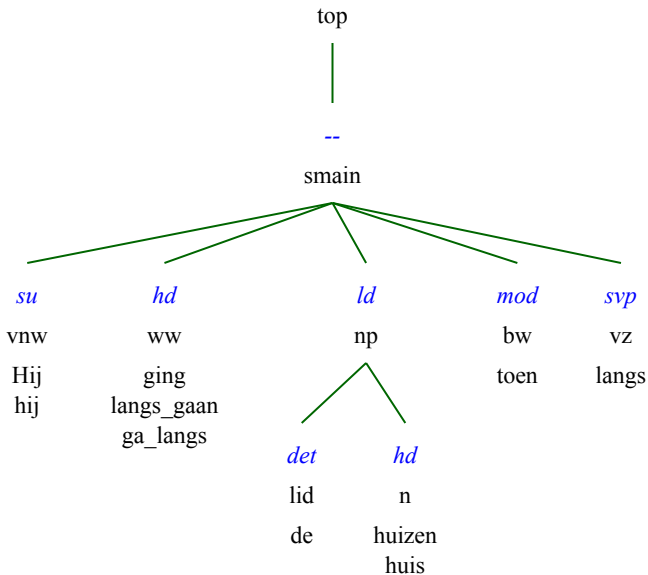 top
--
smain
su hd ld mod svp
vnw ww np bw vz
Hij ging toen langs
hij langs_gaan
ga_langs
det hd
lid n
de huizen
huis